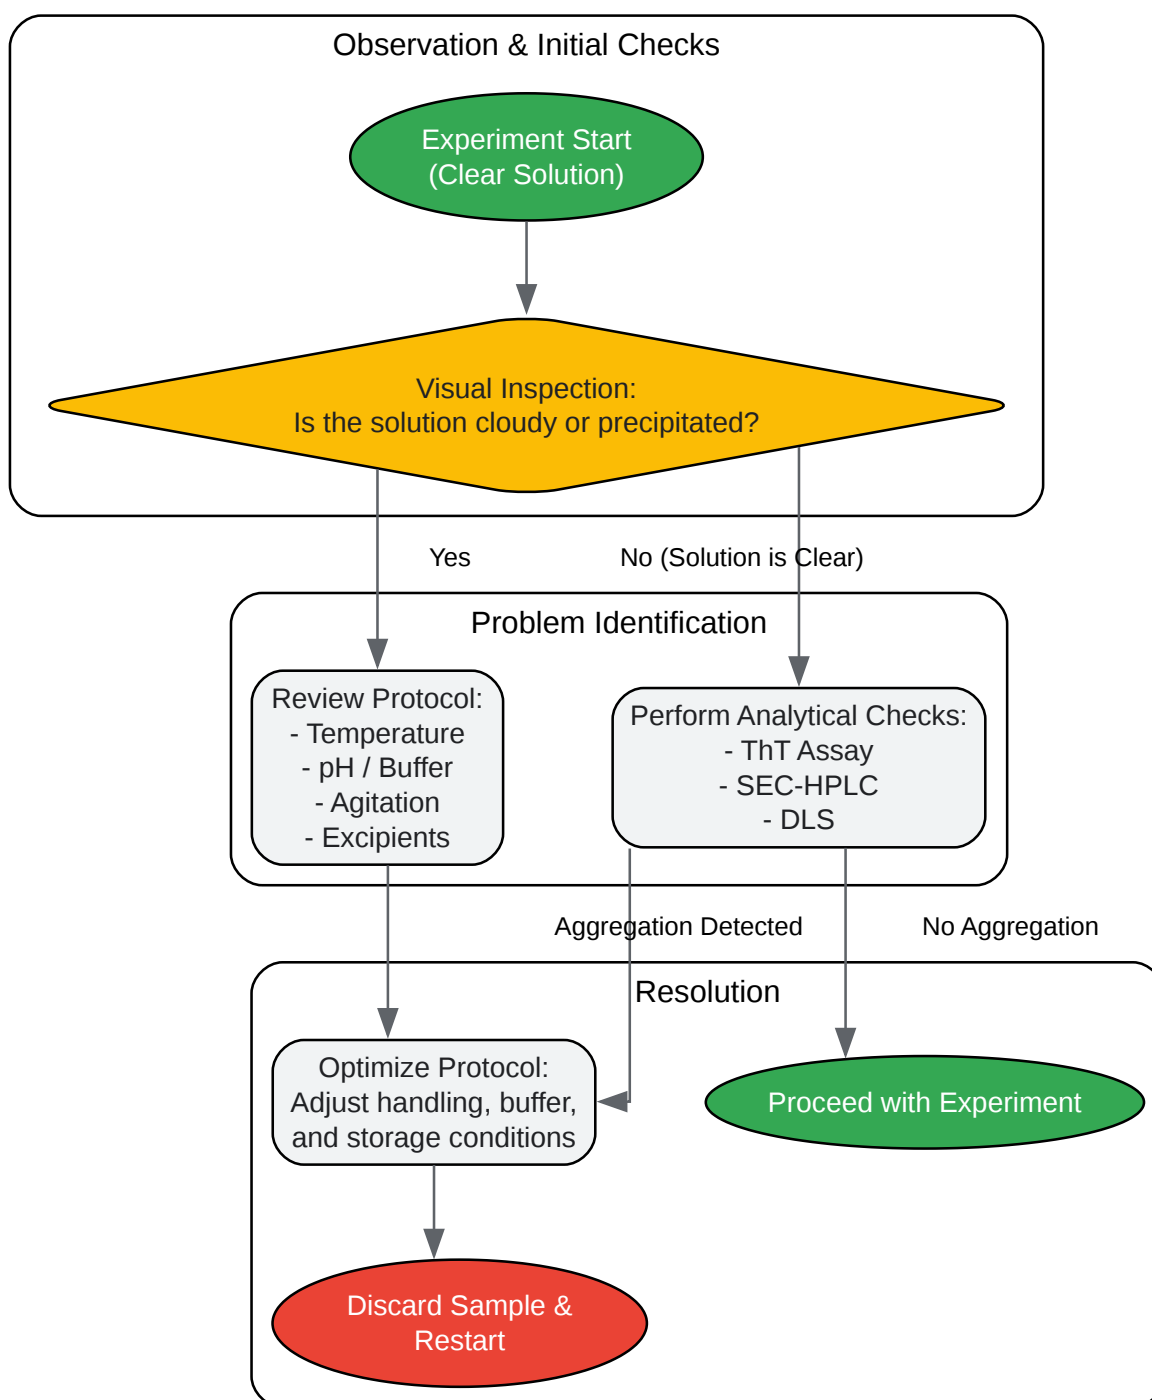 Observation & Initial Checks
Experiment Start
(Clear Solution)
Visual Inspection:
Is the solution cloudy or precipitated?
Yes
No (Solution is Clear)
Problem Identification
Review Protocol:
- Temperature
- pH / Buffer
- Agitation
- Excipients
Perform Analytical Checks:
- ThT Assay
- SEC-HPLC
- DLS
Aggregation Detected
No Aggregation
Resolution
Optimize Protocol:
Adjust handling, buffer,
and storage conditions
Proceed with Experiment
Discard Sample &
Restart